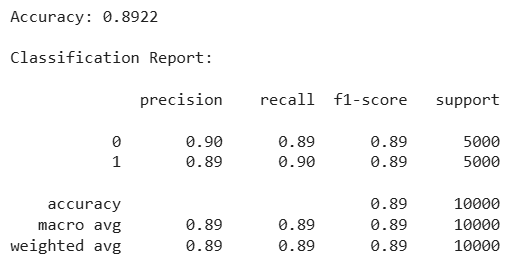 Accuracy: 0.8922
Classification Report:
precision recall f1-score support
0 0.90 0.89 0.89 5000
1 0.89 0.90 0.89 5000
accuracy 0.89 10000
macro avg 0.89 0.89 0.89 10000
weighted avg 0.89 0.89 0.89 10000